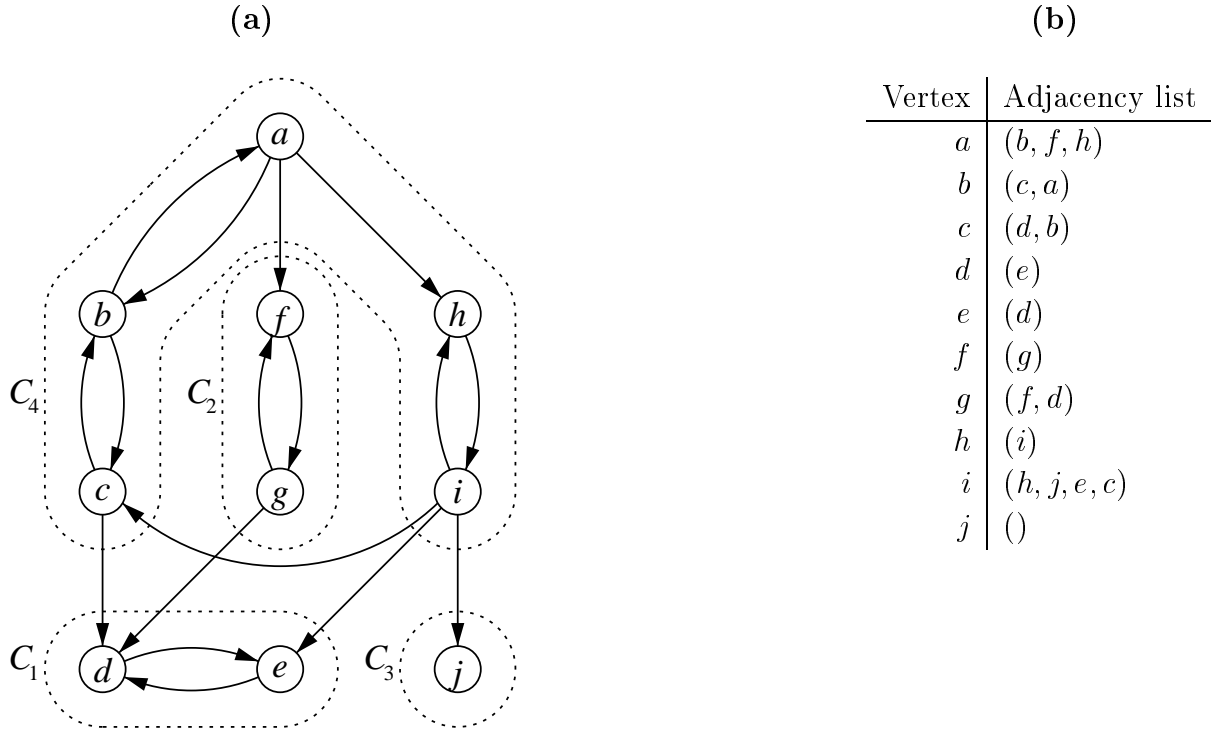 (a)
a
b
f
h
C4
C2
c
g
i
C1
d
e
C3
j
(b)
Vertex Adjacency list
a (b, f, h)
b (c, a)
c (d, b)
d (e)
e (d)
f (g)
g (f, d)
h (i)
i (h, j, e, c)
j ()